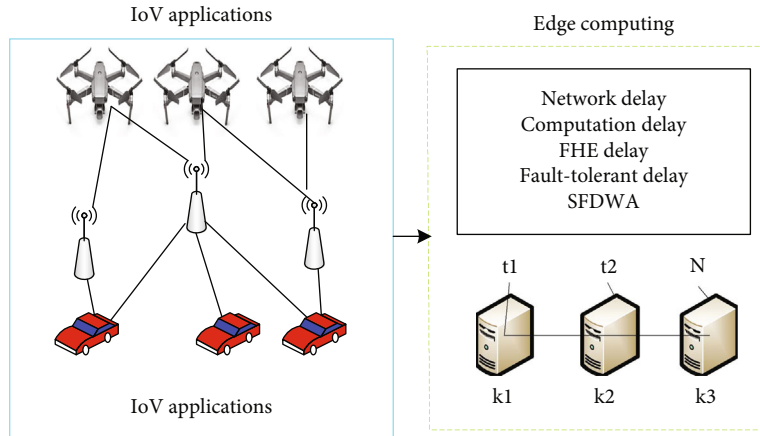 IoV applications
IoV applications
Edge computing
Network delay
Computation delay
FHE delay
Fault-tolerant delay
SFDWA
t1 t2 N
k1 k2 k3